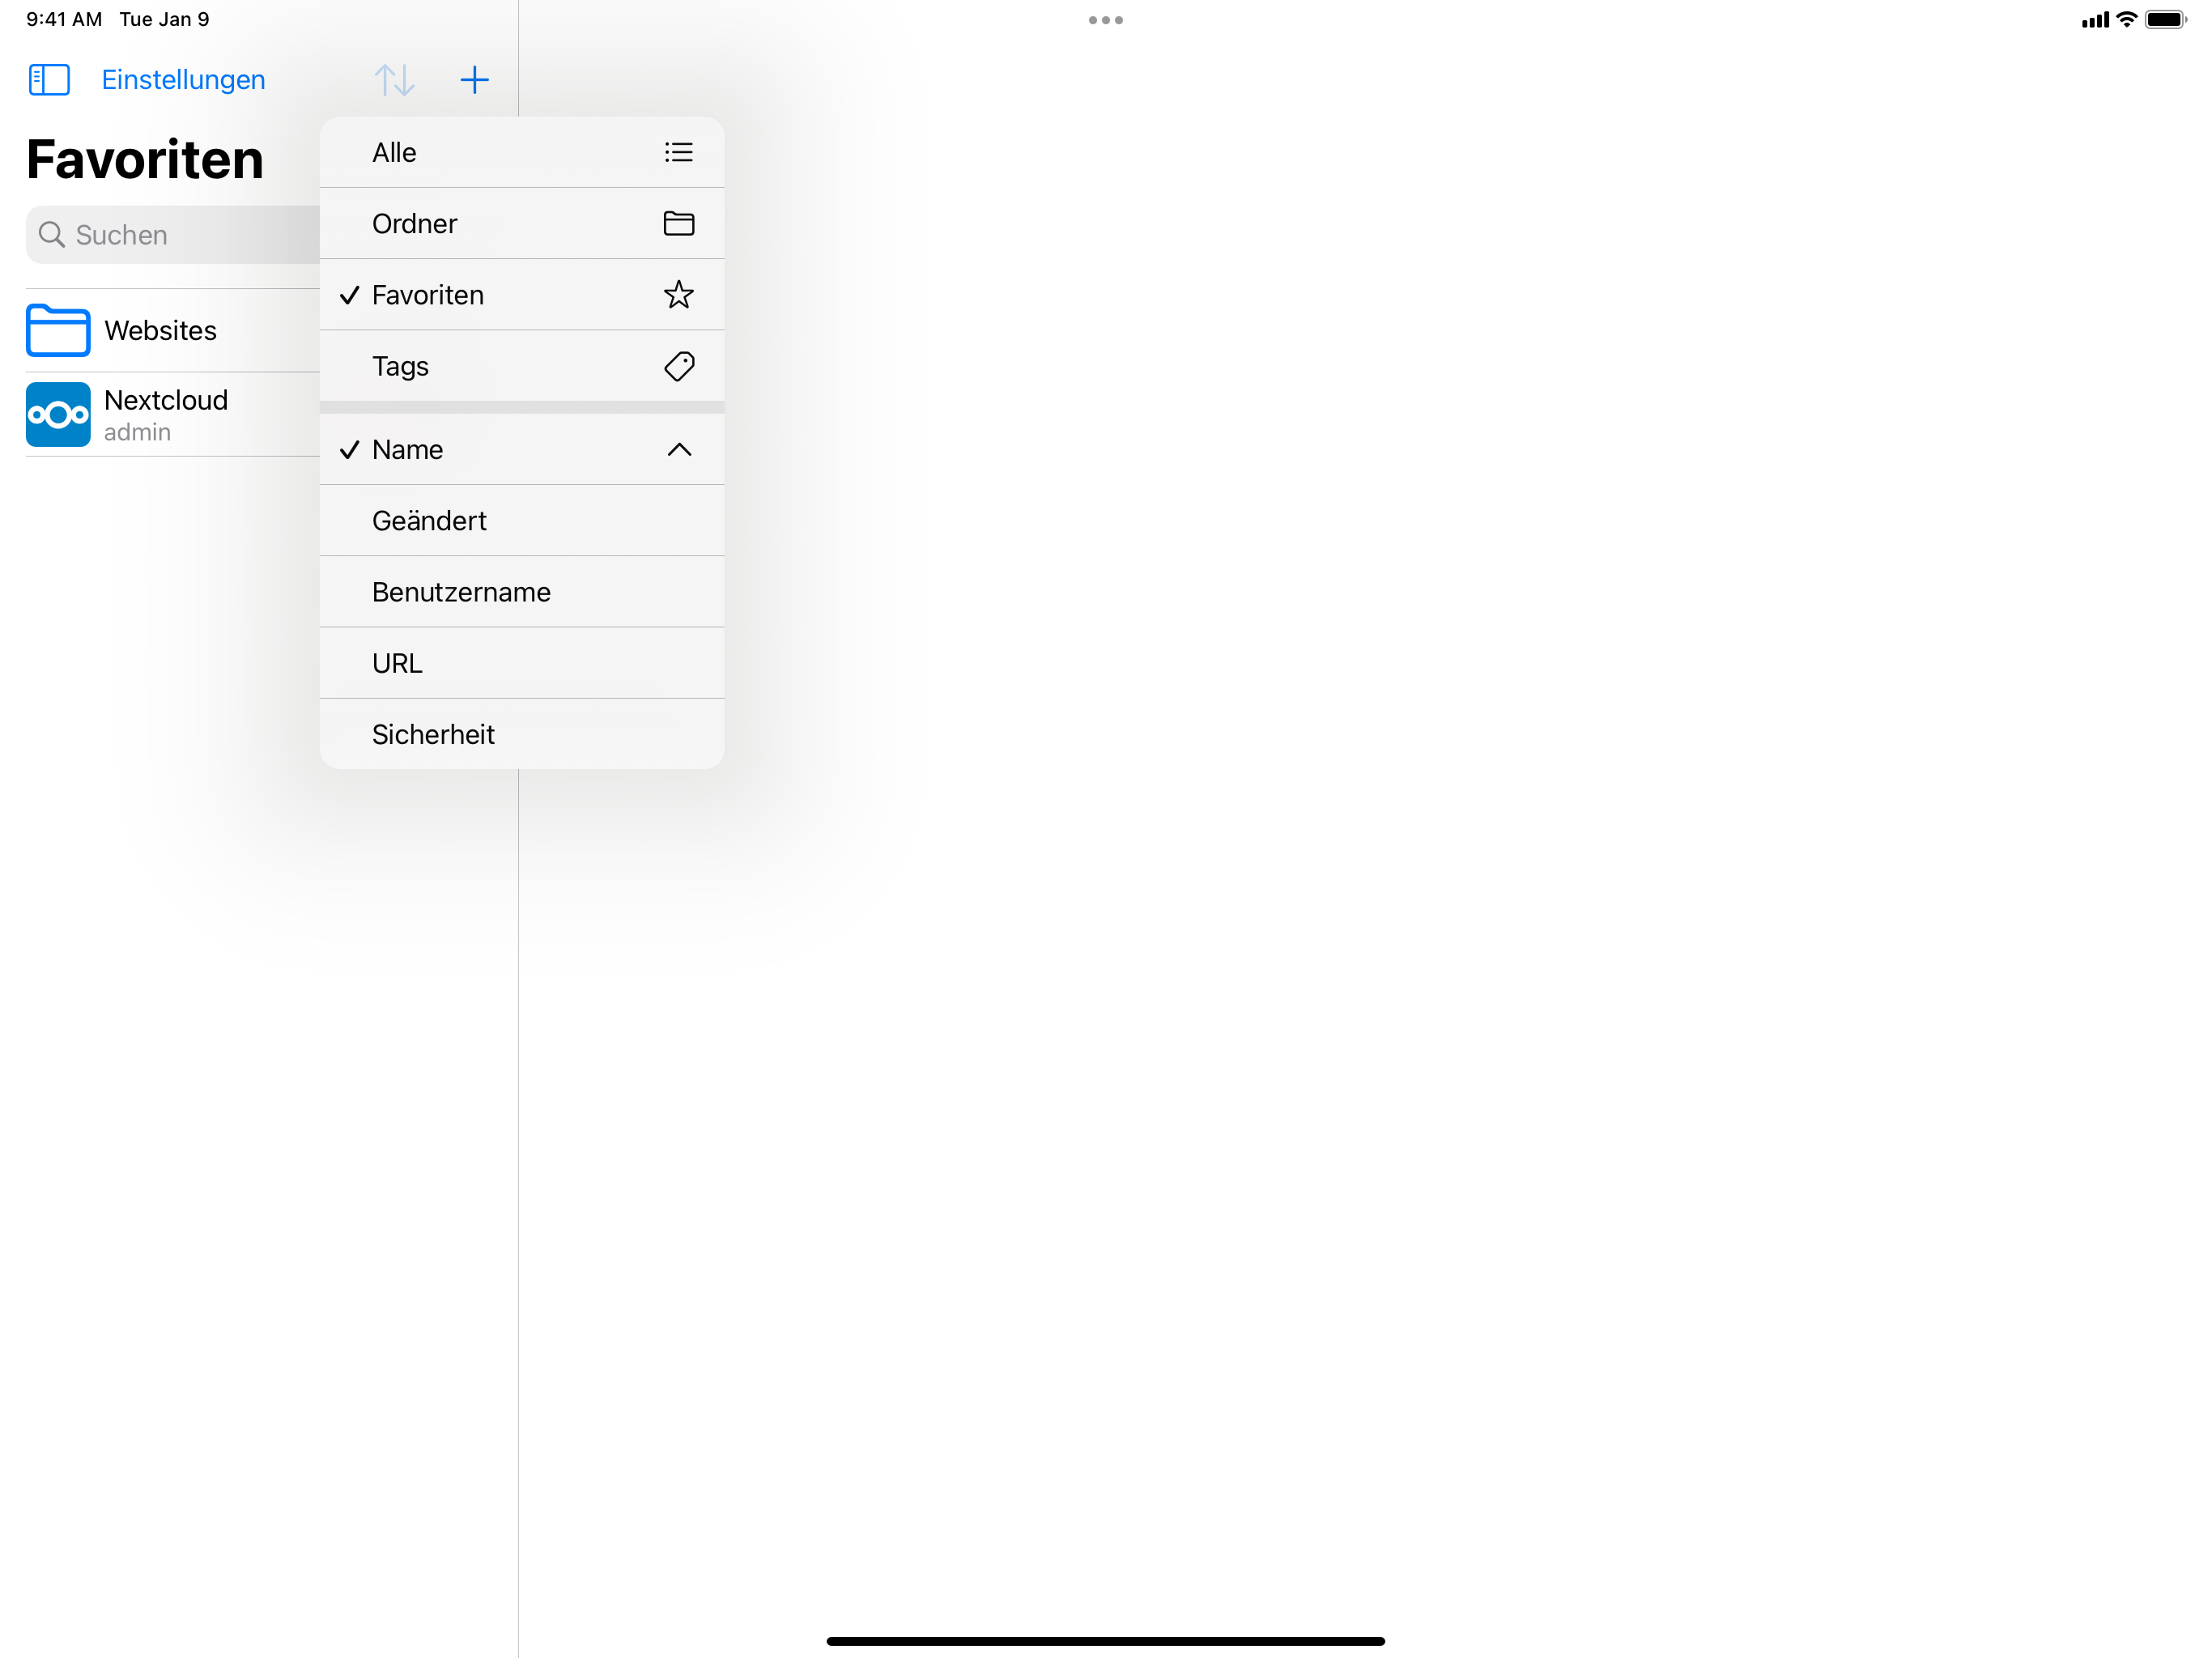 9:41 AM Tue Jan 9
Einstellungen
Favoriten
Suchen
Websites
Nextcloud
admin
Alle
Ordner
Favoriten
Tags
Name
Geändert
Benutzername
URL
Sicherheit